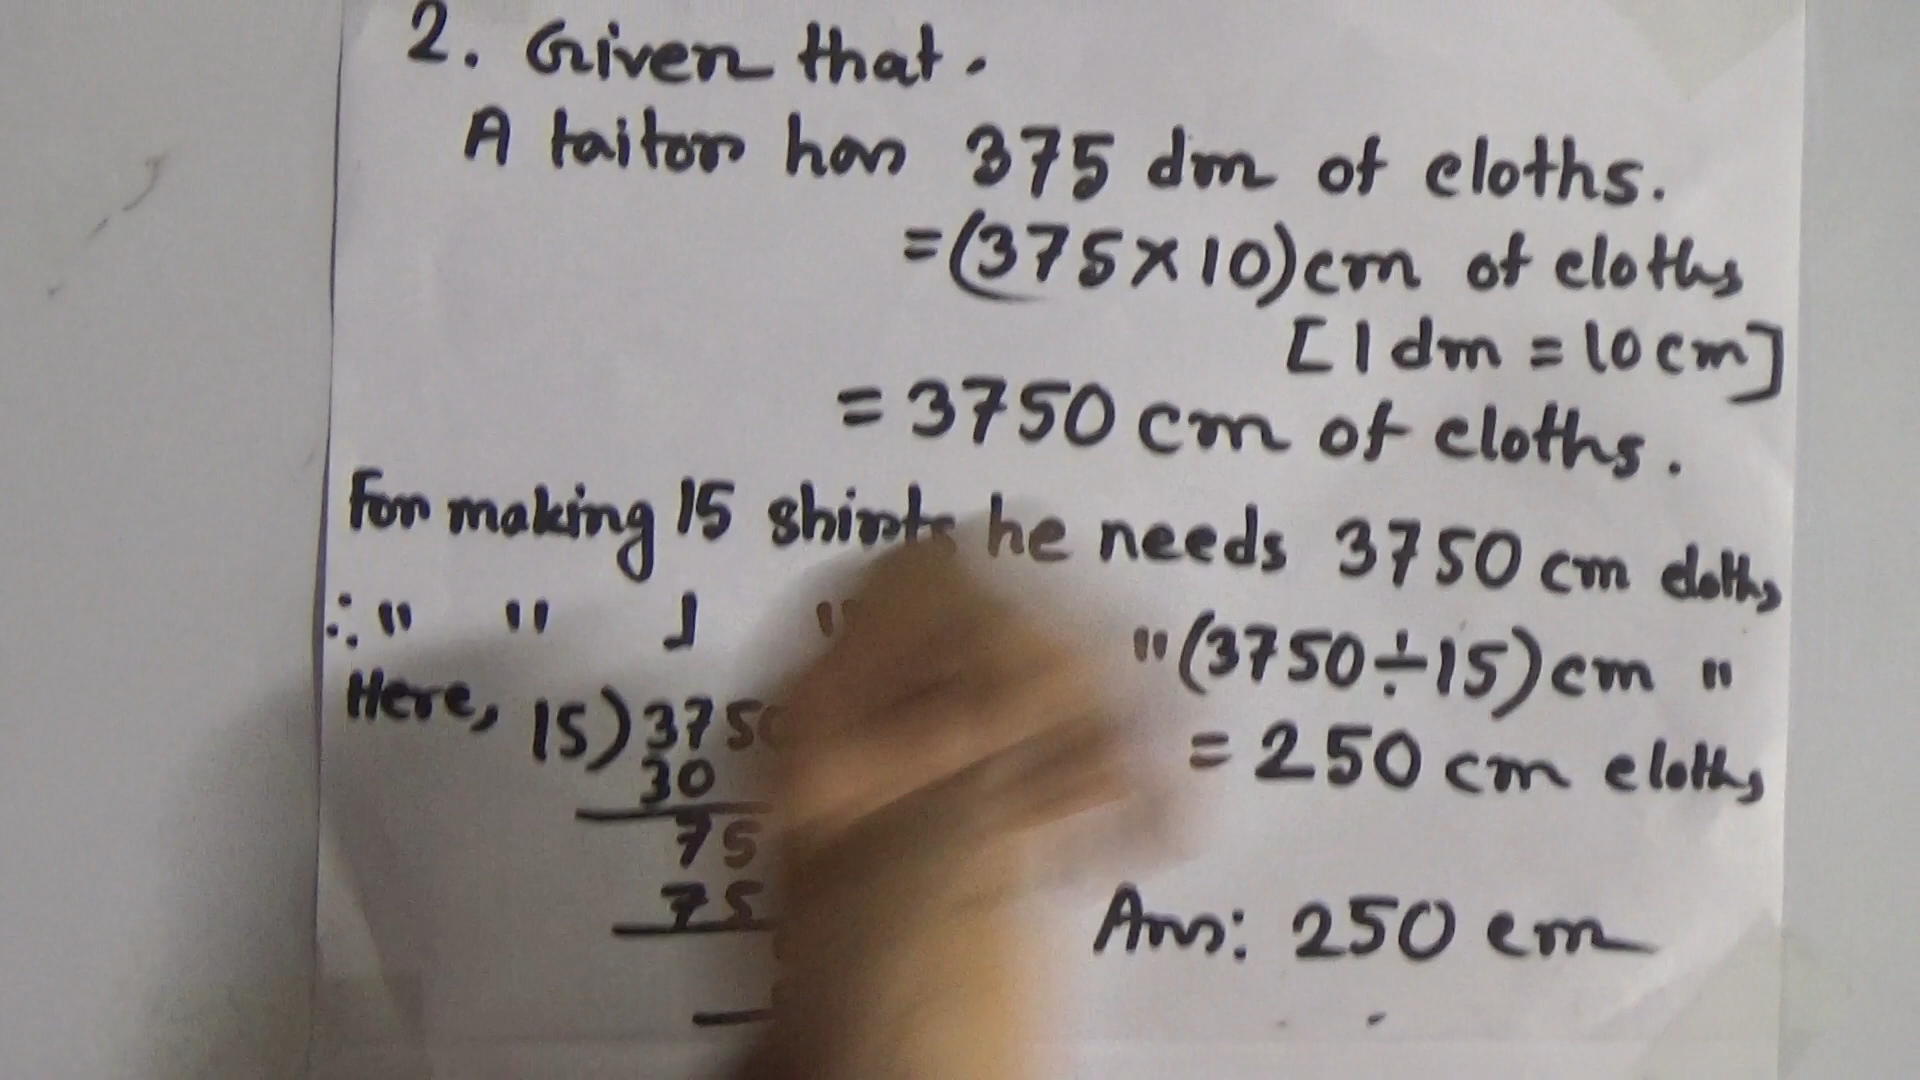 2. Given that.
A taitor has 375 dm of cloths.
=(375×10)cm of cloths
[1dm = 10cm]
= 3750 cm of cloths.
For making 15 shirts he needs 3750 cm cloths
∴ " " 1 " " (3750÷15)cm "
Here, 15)3750
= 250 cm cloths
30
75
75
Ans: 250 cm